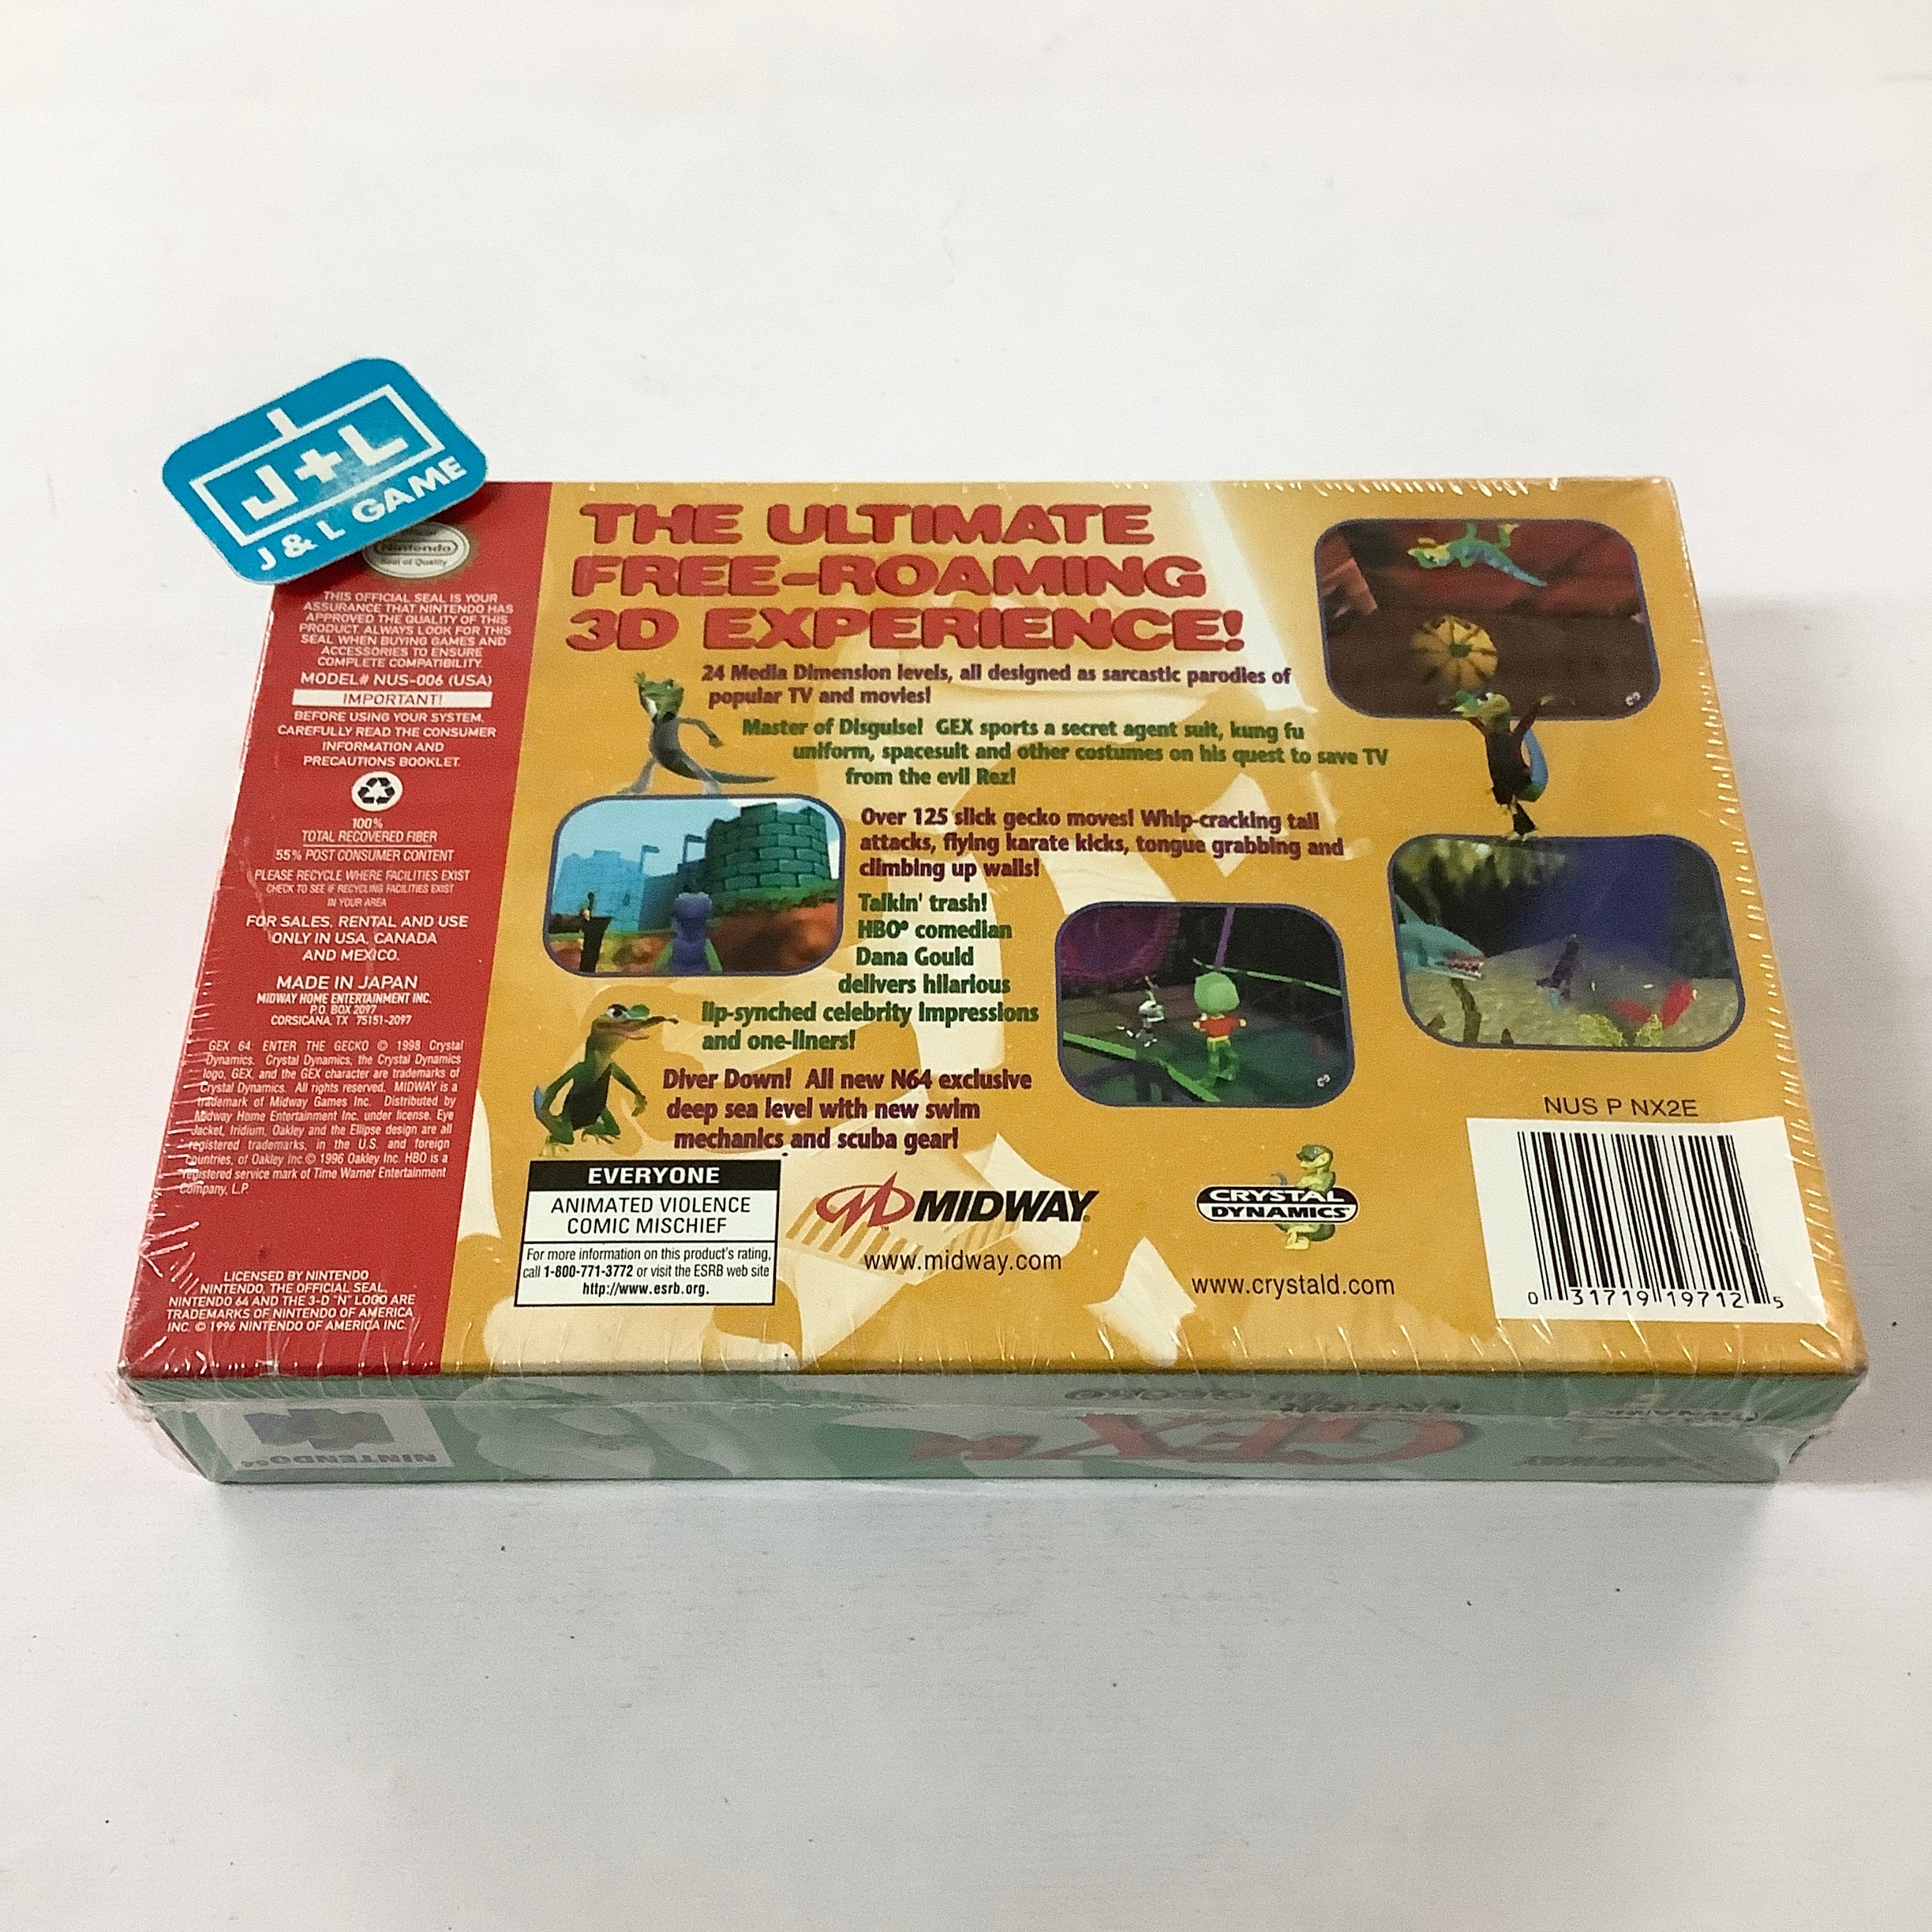 J+L
J & L GAME
Nintendo
Seal of Quality
THIS OFFICIAL SEAL IS YOUR
ASSURANCE THAT NINTENDO HAS
APPROVED THE QUALITY OF THIS
PRODUCT. ALWAYS LOOK FOR THIS
SEAL WHEN BUYING GAMES AND
ACCESSORIES TO ENSURE
COMPLETE COMPATIBILITY.
MODEL# NUS-006 (USA)
IMPORTANT!
BEFORE USING YOUR SYSTEM,
CAREFULLY READ THE CONSUMER
INFORMATION AND
PRECAUTIONS BOOKLET.
100%
TOTAL RECOVERED FIBER
55% POST CONSUMER CONTENT
PLEASE RECYCLE WHERE FACILITIES EXIST
CHECK TO SEE IF RECYCLING FACILITIES EXIST
IN YOUR AREA
FOR SALES, RENTAL AND USE
ONLY IN USA, CANADA
AND MEXICO.
MADE IN JAPAN
MIDWAY HOME ENTERTAINMENT INC.
P.O. BOX 2097
CORSICANA, TX 75151-2097
GEX 64: ENTER THE GECKO © 1998 Crystal
Dynamics. Crystal Dynamics, the Crystal Dynamics
logo, GEX, and the GEX character are trademarks of
Crystal Dynamics. All rights reserved. MIDWAY is a
trademark of Midway Games Inc. Distributed by
Midway Home Entertainment Inc. under license. Eye
Jacket, Iridium, Oakley and the Ellipse design are all
registered trademarks, in the U.S. and foreign
countries, of Oakley Inc.© 1996 Oakley Inc. HBO is a
registered service mark of Time Warner Entertainment
Company, L.P.
LICENSED BY NINTENDO
NINTENDO, THE OFFICIAL SEAL,
NINTENDO 64 AND THE 3-D "N" LOGO ARE
TRADEMARKS OF NINTENDO OF AMERICA
INC. © 1996 NINTENDO OF AMERICA INC.
THE ULTIMATE
FREE-ROAMING
3D EXPERIENCE!
24 Media Dimension levels, all designed as sarcastic parodies of
popular TV and movies!
Master of Disguise! GEX sports a secret agent suit, kung fu
uniform, spacesuit and other costumes on his quest to save TV
from the evil Rez!
Over 125 slick gecko moves! Whip-cracking tail
attacks, flying karate kicks, tongue grabbing and
climbing up walls!
Talkin' trash!
HBO® comedian
Dana Gould
delivers hilarious
lip-synched celebrity impressions
and one-liners!
Diver Down! All new N64 exclusive
deep sea level with new swim
mechanics and scuba gear!
EVERYONE
ANIMATED VIOLENCE
COMIC MISCHIEF
For more information on this product's rating,
call 1-800-771-3772 or visit the ESRB web site
http://www.esrb.org.
MIDWAY®
www.midway.com
CRYSTAL
DYNAMICS
www.crystald.com
NUS P NX2E
0 31719 19712 5
ENTER THE GECKO
GEX 64
NINTENDO64
MIDWAY